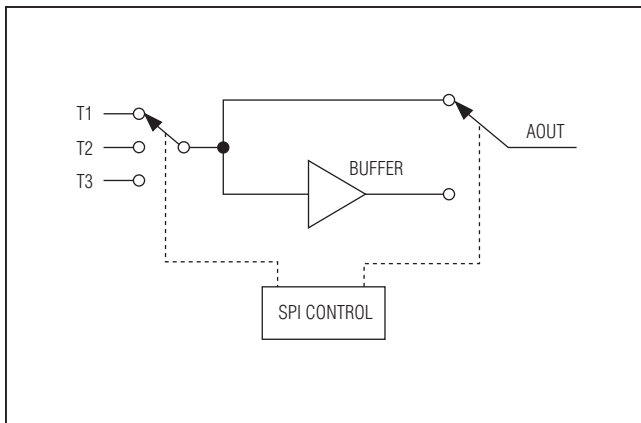 T1
T2
T3
BUFFER
AOUT
SPI CONTROL